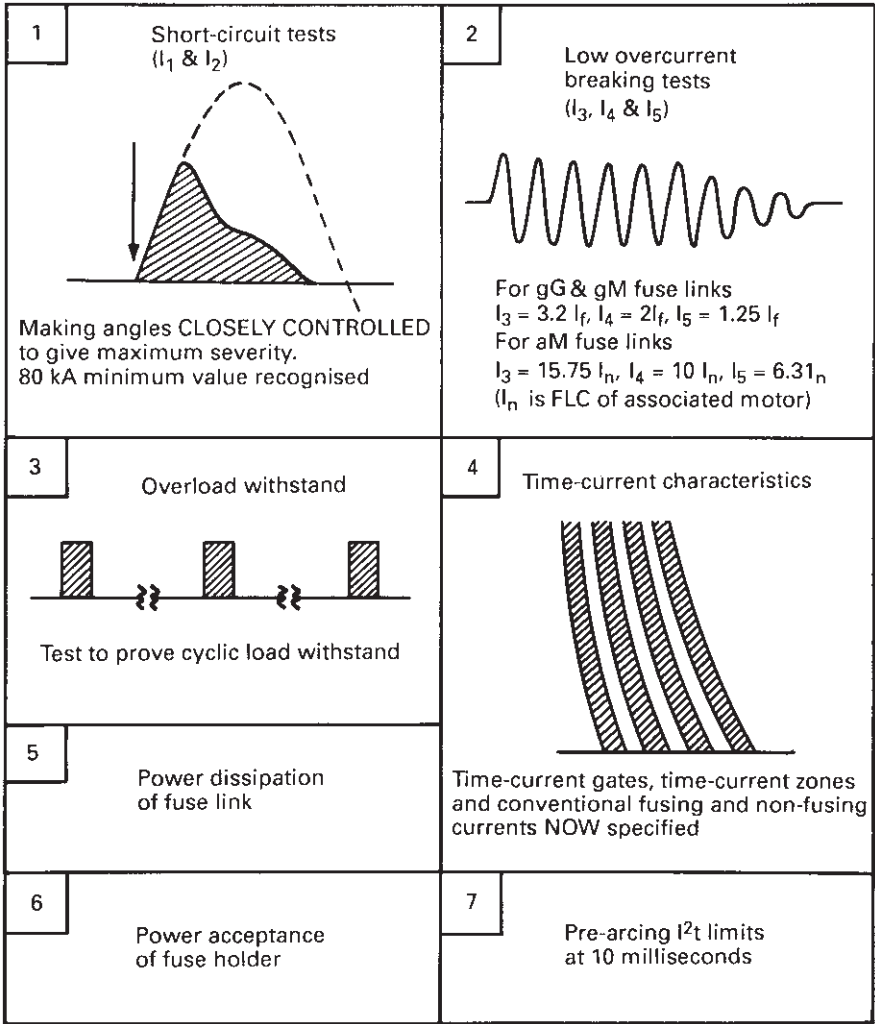 1
Short-circuit tests
(I₁ & I₂)
Making angles CLOSELY CONTROLLED
to give maximum severity.
80 kA minimum value recognised
2
Low overcurrent
breaking tests
(I₃, I₄ & I₅)
For gG & gM fuse links
I₃ = 3.2 I_f, I₄ = 2I_f, I₅ = 1.25 I_f
For aM fuse links
I₃ = 15.75 Iₙ, I₄ = 10 Iₙ, I₅ = 6.31ₙ
(Iₙ is FLC of associated motor)
3
Overload withstand
Test to prove cyclic load withstand
4
Time-current characteristics
Time-current gates, time-current zones
and conventional fusing and non-fusing
currents NOW specified
5
Power dissipation
of fuse link
6
Power acceptance
of fuse holder
7
Pre-arcing I²t limits
at 10 milliseconds